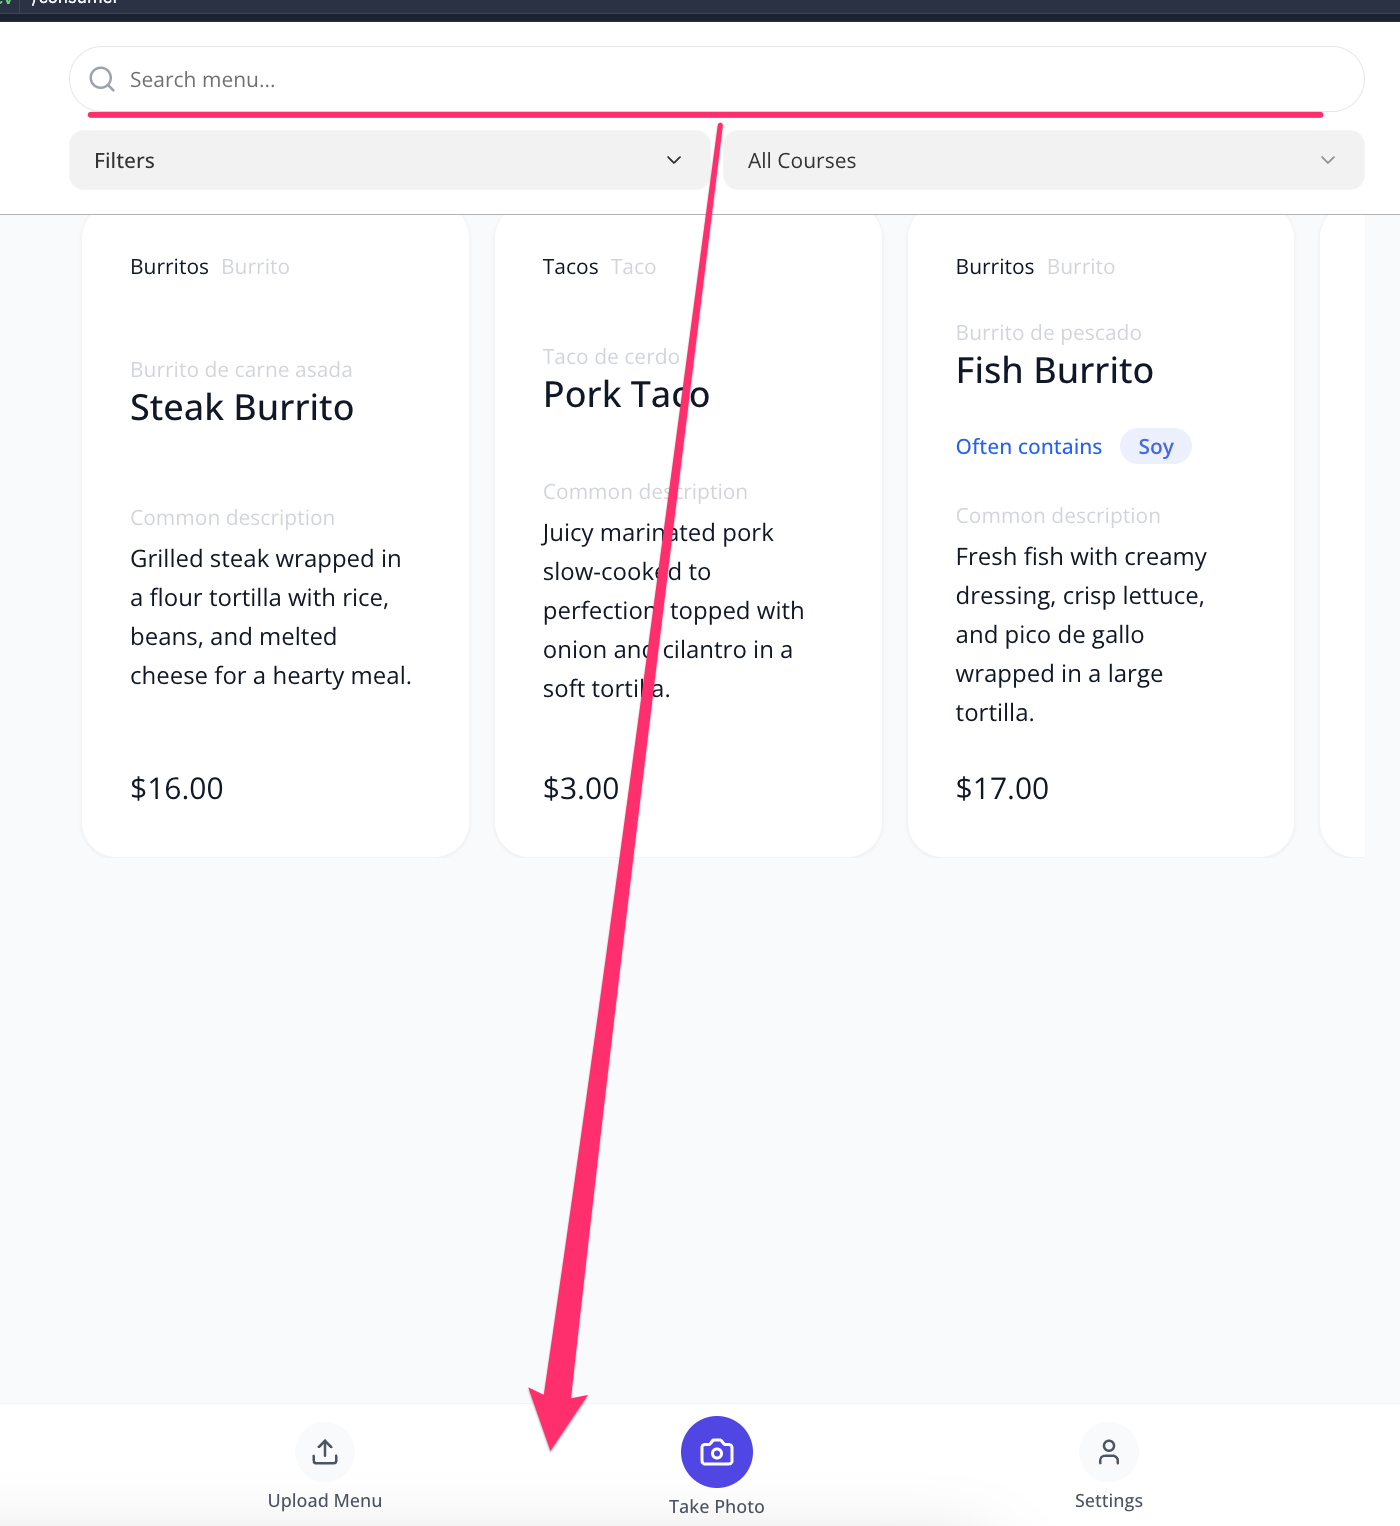 /consumer
Search menu...
Filters
All Courses
Burritos Burrito
Burrito de carne asada
Steak Burrito
Common description
Grilled steak wrapped in
a flour tortilla with rice,
beans, and melted
cheese for a hearty meal.
$16.00
Tacos Taco
Taco de cerdo
Pork Taco
Common description
Juicy marinated pork
slow-cooked to
perfection, topped with
onion and cilantro in a
soft tortilla.
$3.00
Burritos Burrito
Burrito de pescado
Fish Burrito
Often contains Soy
Common description
Fresh fish with creamy
dressing, crisp lettuce,
and pico de gallo
wrapped in a large
tortilla.
$17.00
Upload Menu
Take Photo
Settings